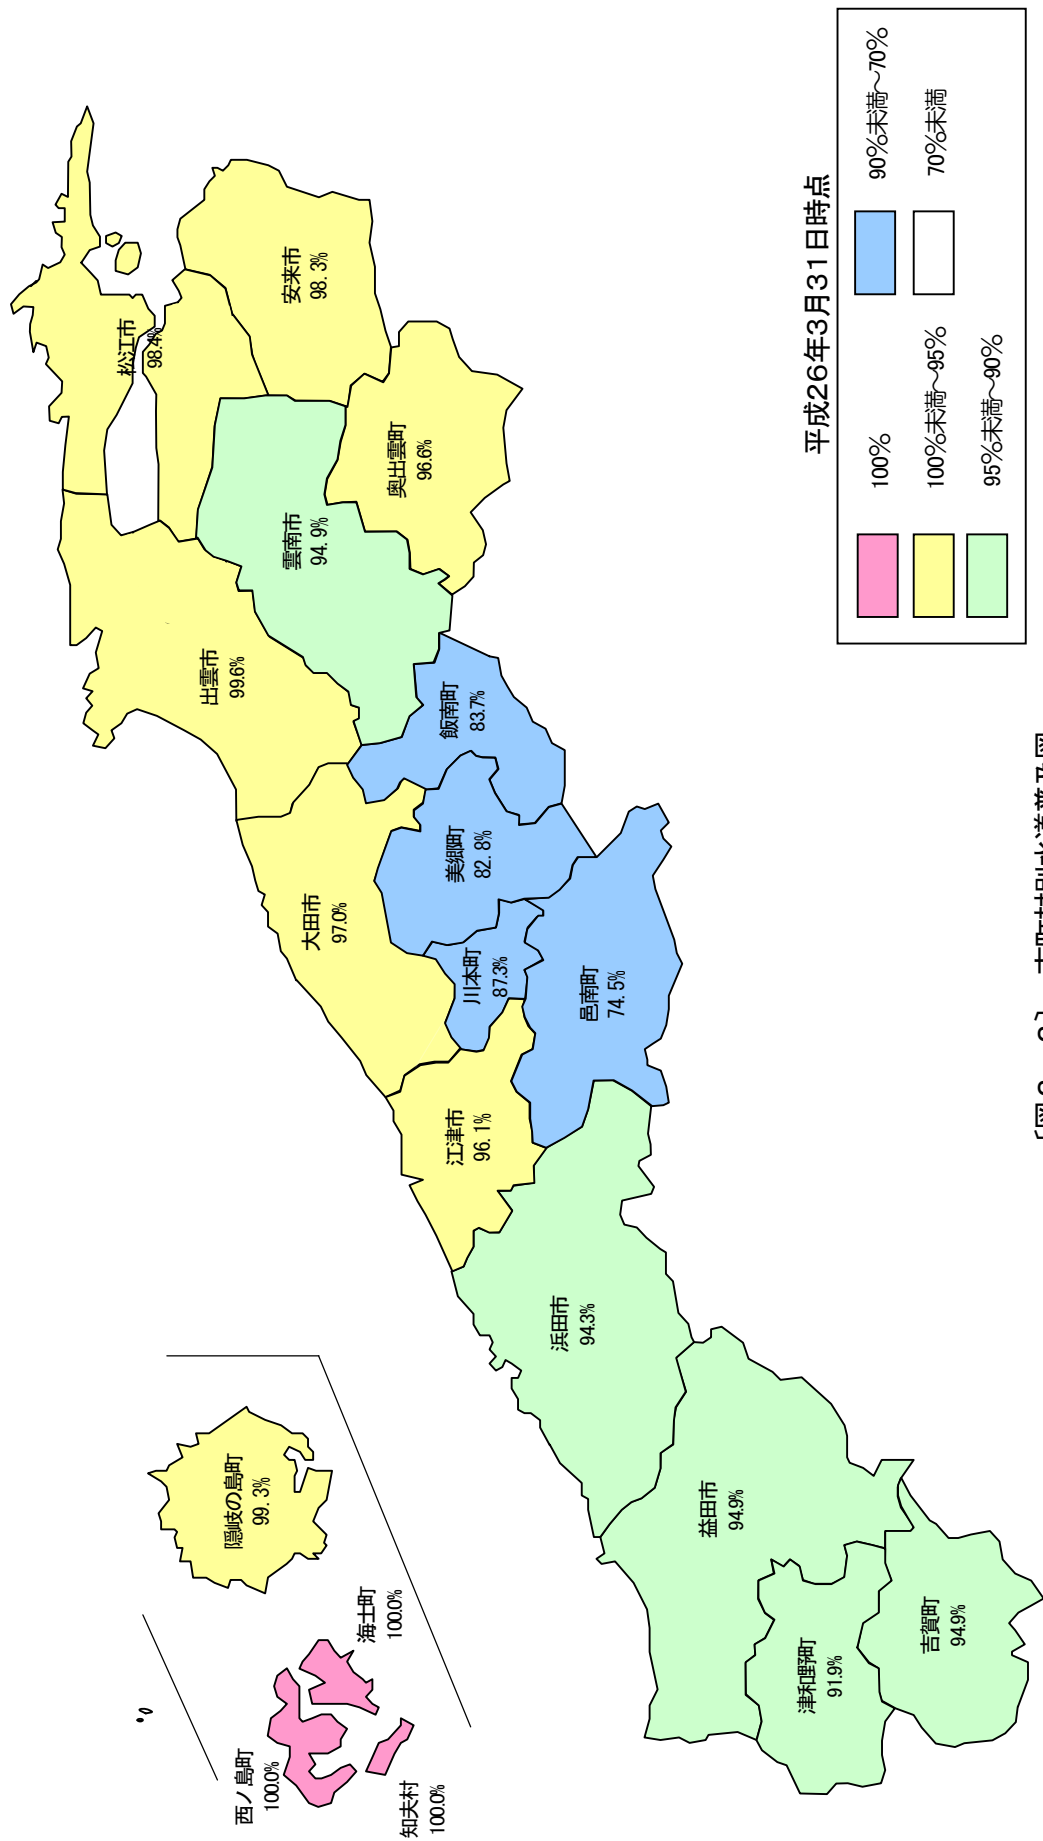 松江市
98.4%
安来市
98.3%
奥出雲町
96.6%
雲南市
94.9%
出雲市
99.6%
飯南町
83.7%
美郷町
82.8%
大田市
97.0%
川本町
87.3%
邑南町
74.5%
江津市
96.1%
浜田市
94.3%
益田市
94.9%
津和野町
91.9%
吉賀町
94.9%
隠岐の島町
99.3%
海士町
100.0%
西ノ島町
100.0%
知夫村
100.0%
平成26年3月31日時点
100%
100%未満~95%
95%未満~90%
90%未満~70%
70%未満